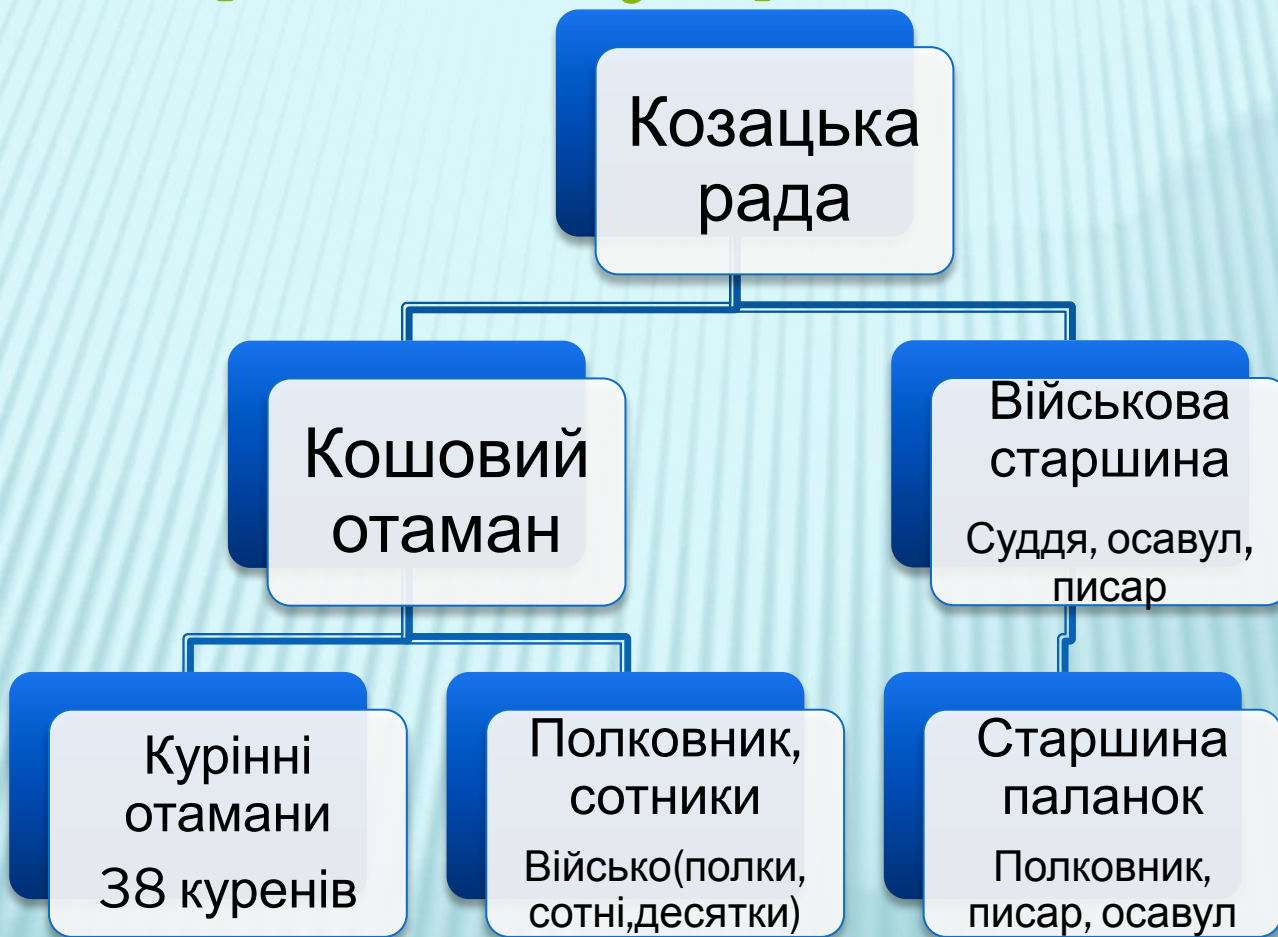 Козацька
рада
Кошовий
отаман
Військова
старшина
Суддя, осавул,
писар
Курінні
отамани
38 куренів
Полковник,
сотники
Військо(полки,
сотні,десятки)
Старшина
паланок
Полковник,
писар, осавул